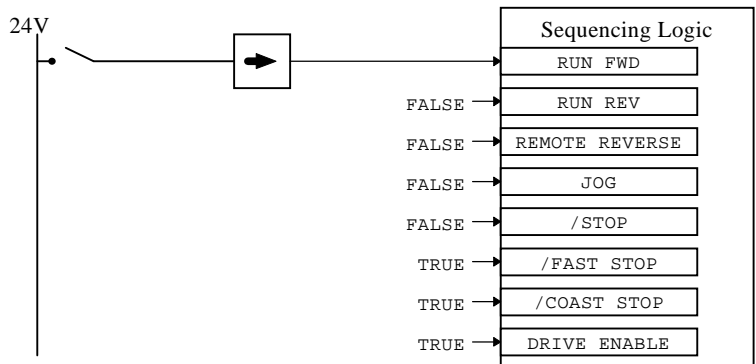 24V
Sequencing Logic
RUN FWD
FALSE RUN REV
FALSE REMOTE REVERSE
FALSE JOG
FALSE /STOP
TRUE /FAST STOP
TRUE /COAST STOP
TRUE DRIVE ENABLE